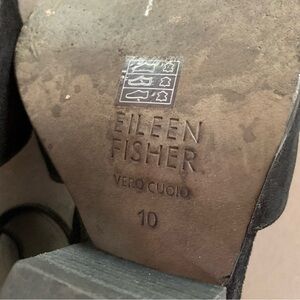 EILEEN
FISHER
VERO CUOIO
10